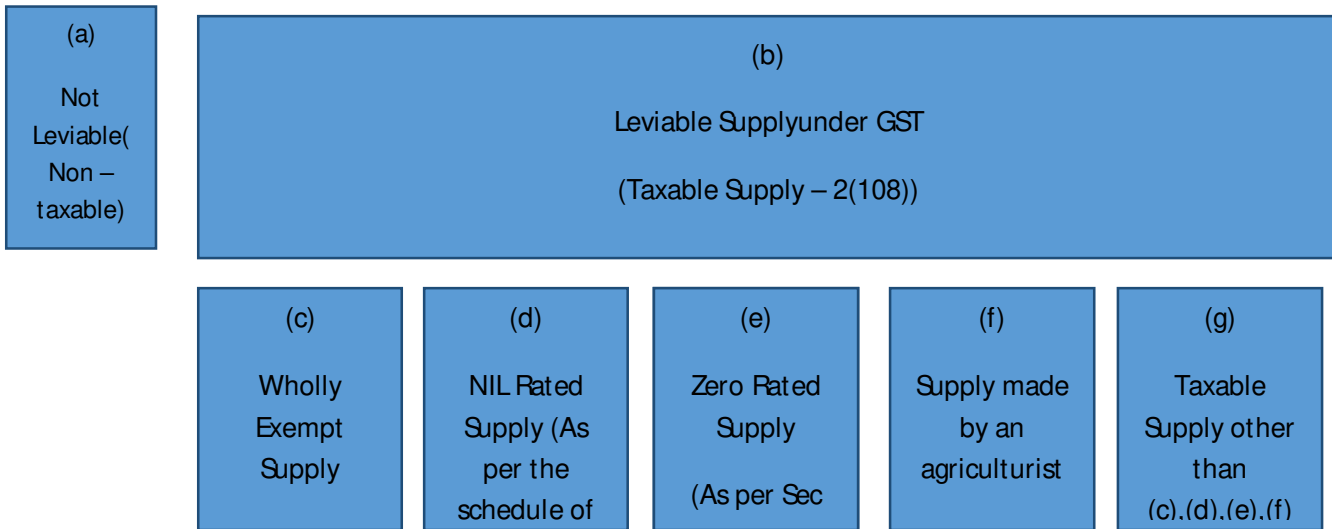 (a)
Not
Leviable(
Non –
taxable)
(b)
Leviable Supplyunder GST
(Taxable Supply – 2(108))
(c)
Wholly
Exempt
Supply
(d)
NIL Rated
Supply (As
per the
schedule of
(e)
Zero Rated
Supply
(As per Sec
(f)
Supply made
by an
agriculturist
(g)
Taxable
Supply other
than
(c),(d),(e),(f)